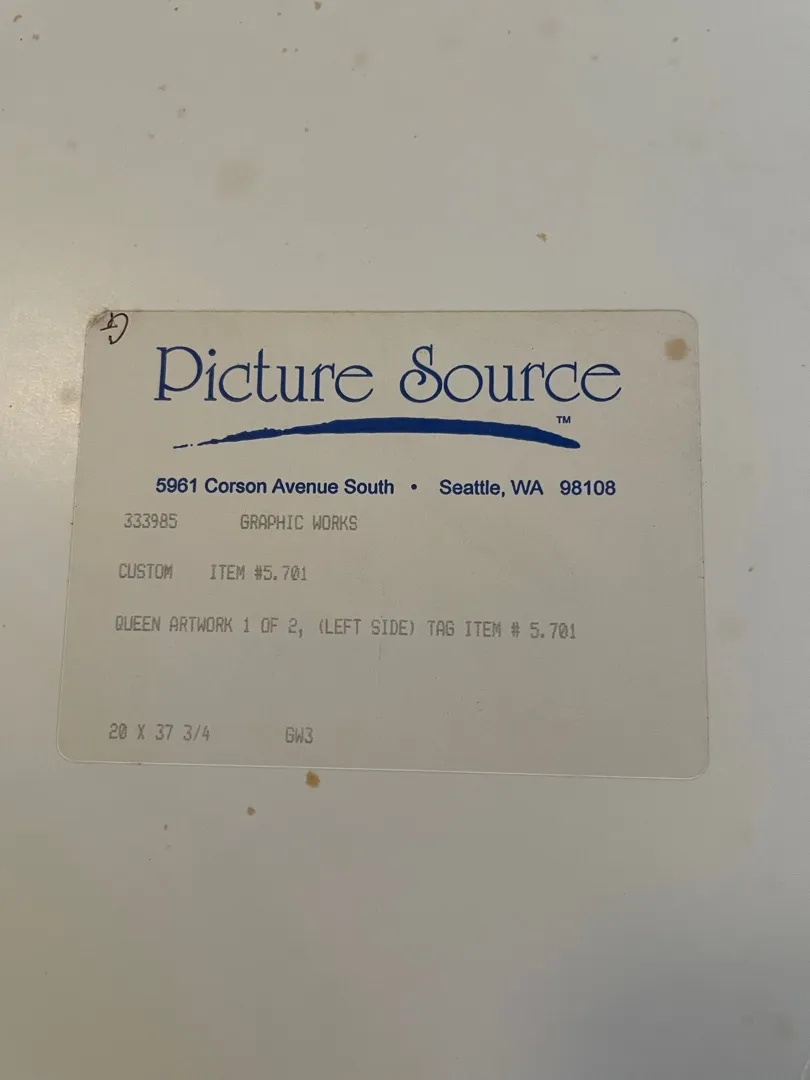 Picture Source
™
5961 Corson Avenue South • Seattle, WA 98108
333985 GRAPHIC WORKS
CUSTOM ITEM #5.701
QUEEN ARTWORK 1 OF 2, (LEFT SIDE) TAG ITEM # 5.701
20 X 37 3/4 GW3